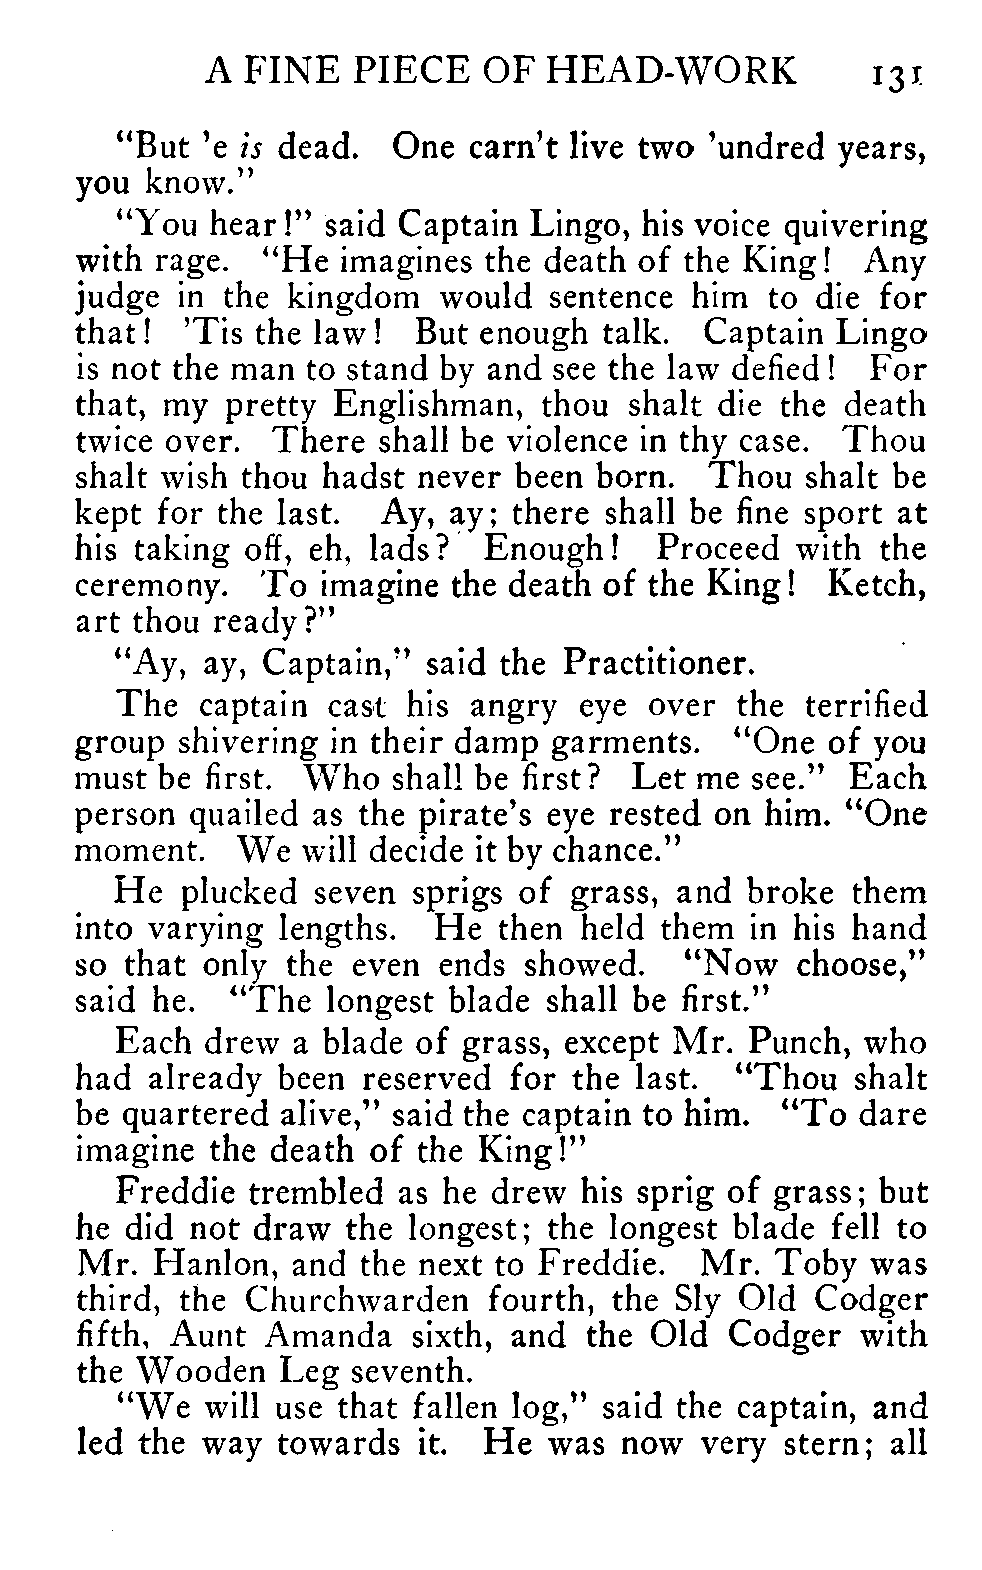 A FINE PIECE OF HEAD-WORK 131
"But 'e is dead. One carn't live two 'undred years,
you know."
"You hear!" said Captain Lingo, his voice quivering
with rage. "He imagines the death of the King! Any
judge in the kingdom would sentence him to die for
that! 'Tis the law! But enough talk. Captain Lingo
is not the man to stand by and see the law defied! For
that, my pretty Englishman, thou shalt die the death
twice over. There shall be violence in thy case. Thou
shalt wish thou hadst never been born. Thou shalt be
kept for the last. Ay, ay; there shall be fine sport at
his taking off, eh, lads? Enough! Proceed with the
ceremony. To imagine the death of the King! Ketch,
art thou ready?"
"Ay, ay, Captain," said the Practitioner.
The captain cast his angry eye over the terrified
group shivering in their damp garments. "One of you
must be first. Who shall be first? Let me see." Each
person quailed as the pirate's eye rested on him. "One
moment. We will decide it by chance."
He plucked seven sprigs of grass, and broke them
into varying lengths. He then held them in his hand
so that only the even ends showed. "Now choose,"
said he. "The longest blade shall be first."
Each drew a blade of grass, except Mr. Punch, who
had already been reserved for the last. "Thou shalt
be quartered alive," said the captain to him. "To dare
imagine the death of the King!"
Freddie trembled as he drew his sprig of grass; but
he did not draw the longest; the longest blade fell to
Mr. Hanlon, and the next to Freddie. Mr. Toby was
third, the Churchwarden fourth, the Sly Old Codger
fifth, Aunt Amanda sixth, and the Old Codger with
the Wooden Leg seventh.
"We will use that fallen log," said the captain, and
led the way towards it. He was now very stern; all